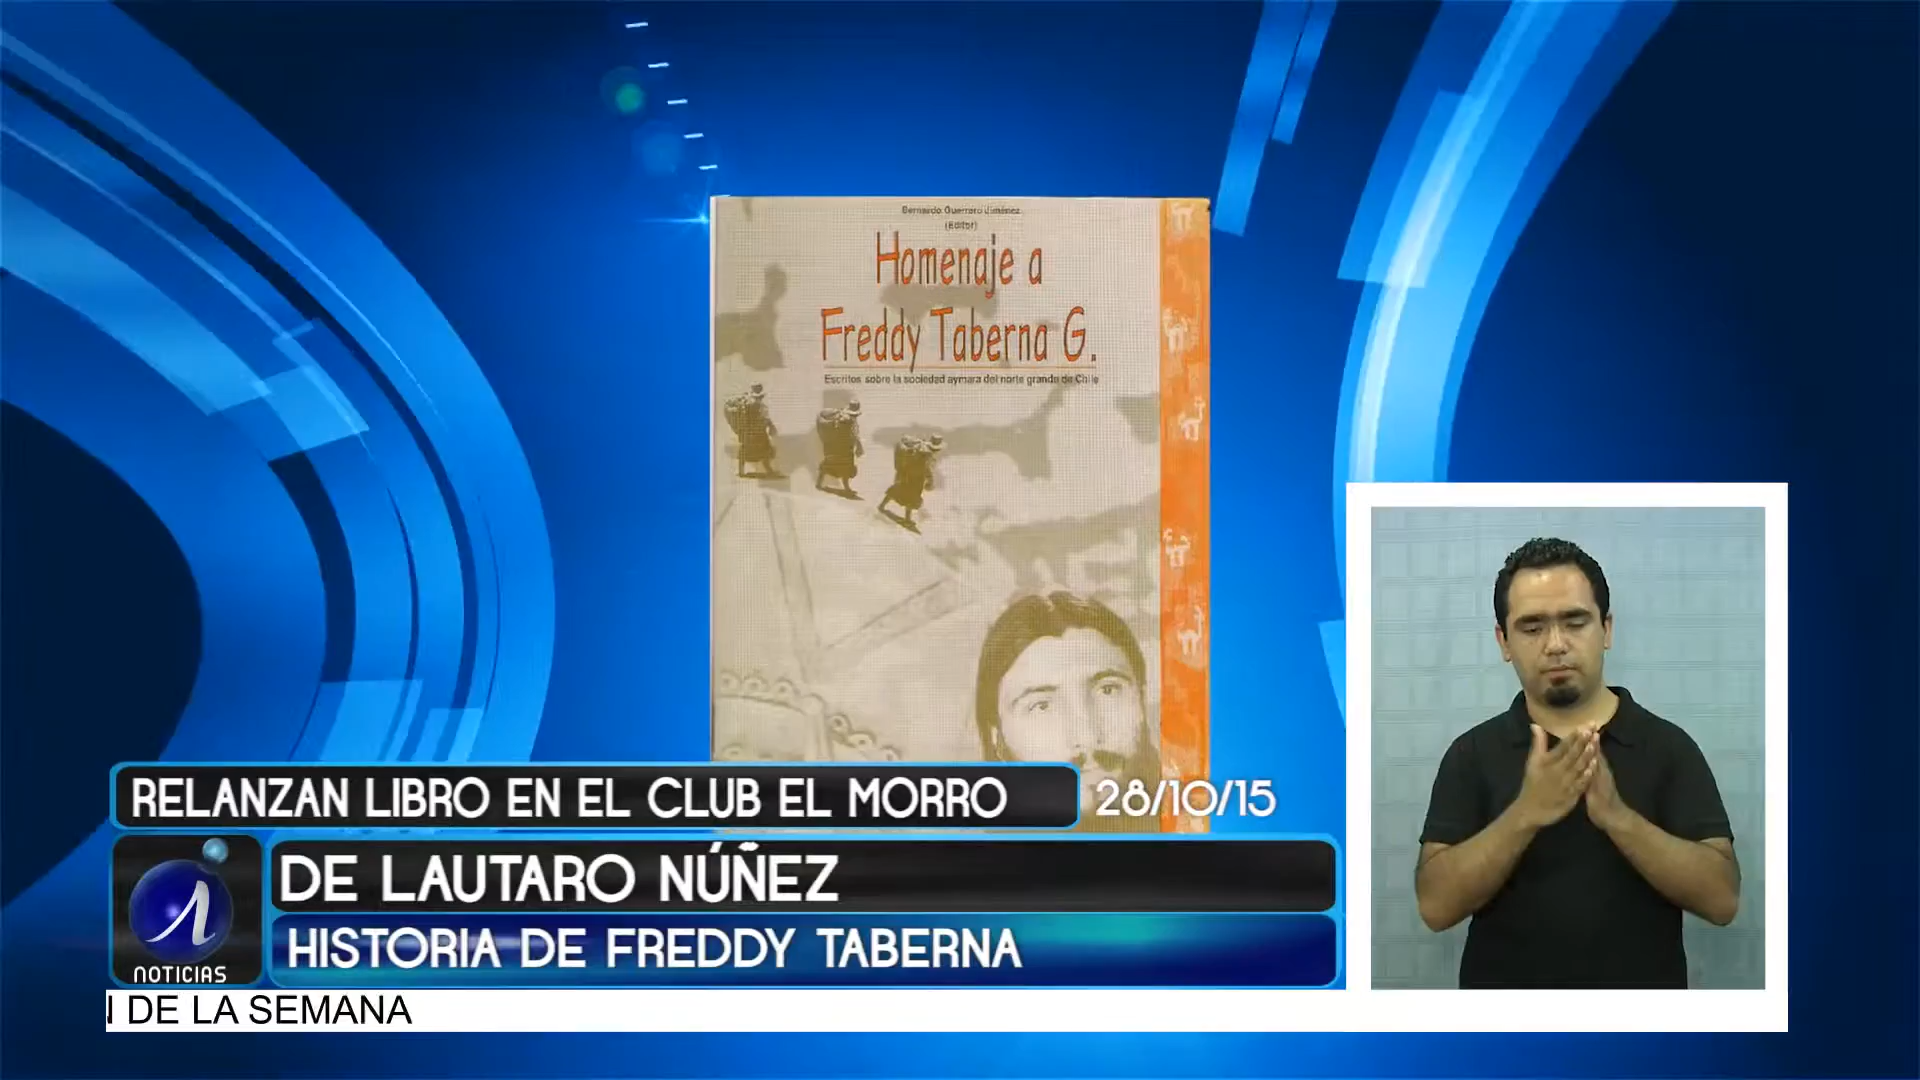 Bernardo Guerrero Jiménez
(Editor)
Homenaje a
Freddy Taberna G.
Escritos sobre la sociedad aymara del norte grande de Chile
RELANZAN LIBRO EN EL CLUB EL MORRO
28/10/15
DE LAUTARO NÚÑEZ
HISTORIA DE FREDDY TABERNA
NOTICIAS
N DE LA SEMANA